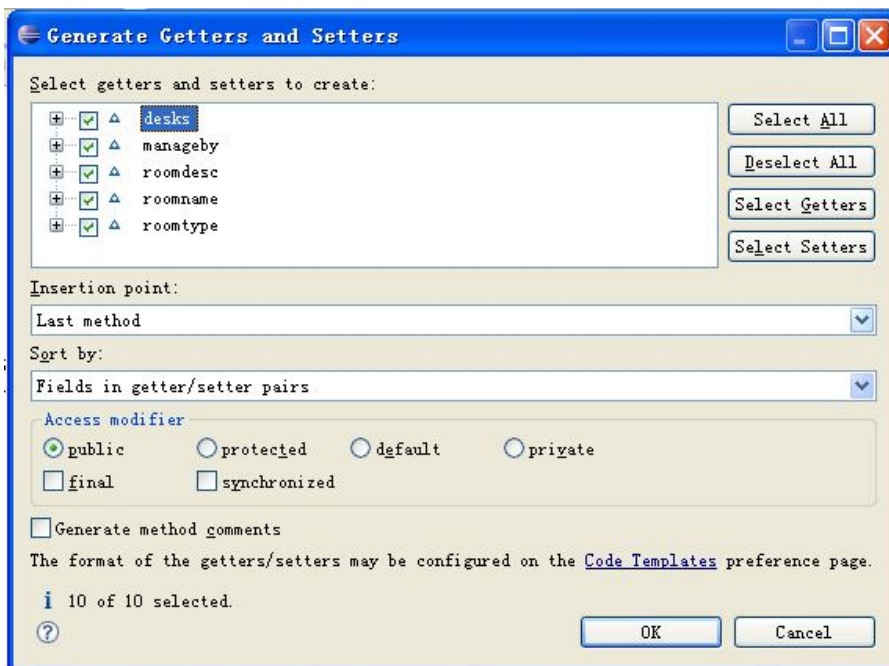 Generate Getters and Setters
Select getters and setters to create:
desks
manageby
roomdesc
roomname
roomtype
Select All
Deselect All
Select Getters
Select Setters
Insertion point:
Last method
Sort by:
Fields in getter/setter pairs
Access modifier
public protected default private
final synchronized
Generate method comments
The format of the getters/setters may be configured on the Code Templates preference page.
i 10 of 10 selected.
? OK Cancel